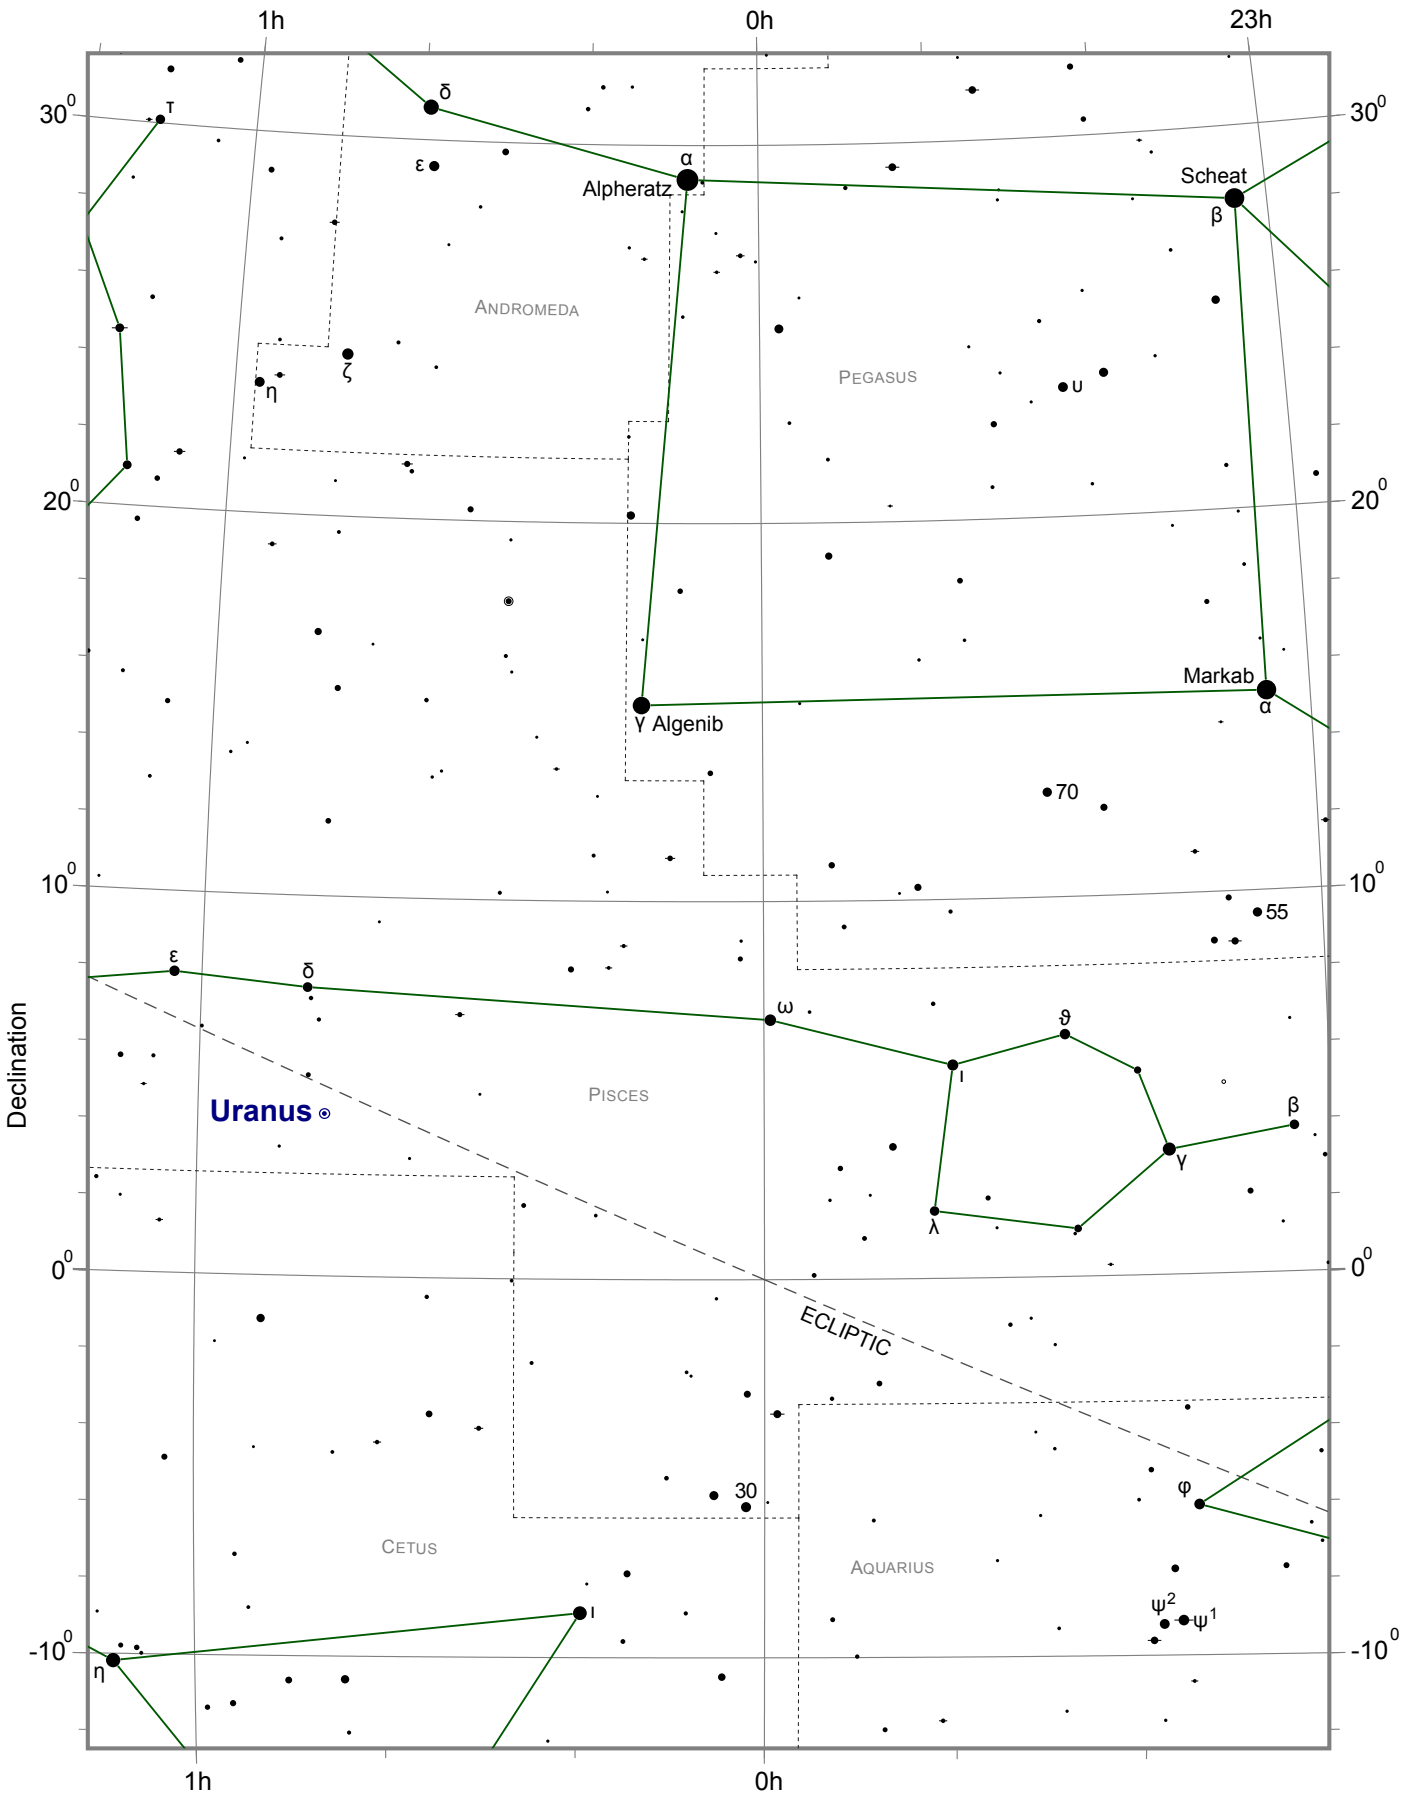 1h 0h 23h
τ
δ
30⁰ 30⁰
ε
α
Alpheratz
Scheat
β
ANDROMEDA
ζ
η
PEGASUS
υ
20⁰ 20⁰
Markab
α
γ Algenib
70
10⁰ 10⁰
55
ε
δ
ω
ϑ
ι
Declination
Uranus
PISCES
β
γ
λ
0⁰ 0⁰
ECLIPTIC
30
φ
CETUS
AQUARIUS
ψ²
ψ¹
ι
-10⁰ -10⁰
η
1h 0h